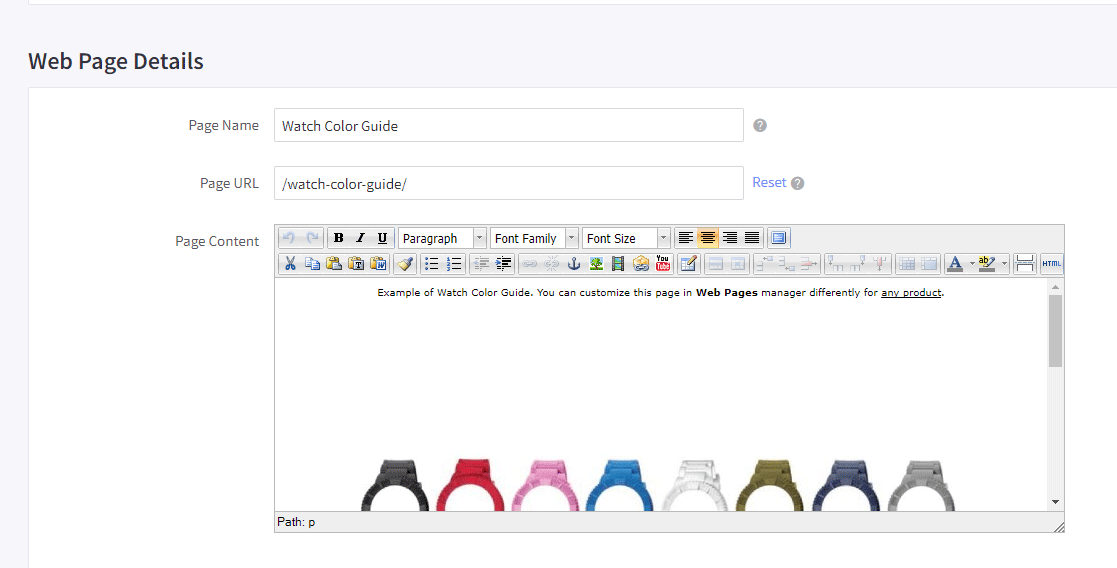 Web Page Details
Page Name
Watch Color Guide
Page URL
/watch-color-guide/
Reset
Page Content
B I U Paragraph Font Family Font Size
You Tube A ab HTML
Example of Watch Color Guide. You can customize this page in Web Pages manager differently for any product.
Path: p